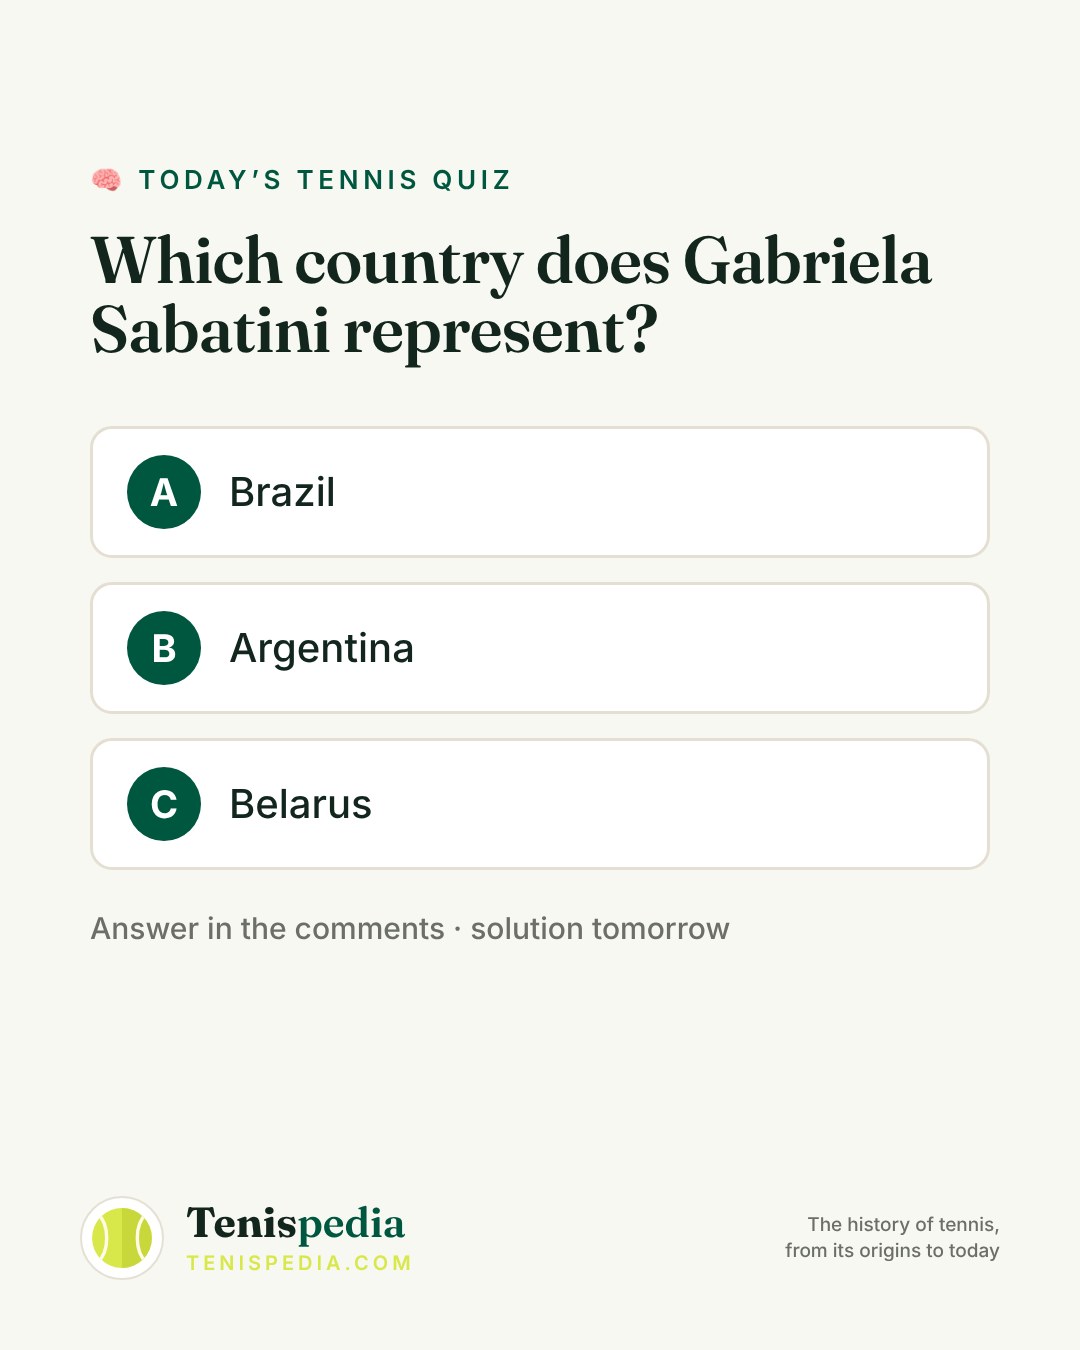 🧠 TODAY’S TENNIS QUIZ
Which country does Gabriela
Sabatini represent?
A Brazil
B Argentina
C Belarus
Answer in the comments · solution tomorrow
Tenispedia
TENISPEDIA.COM
The history of tennis,
from its origins to today